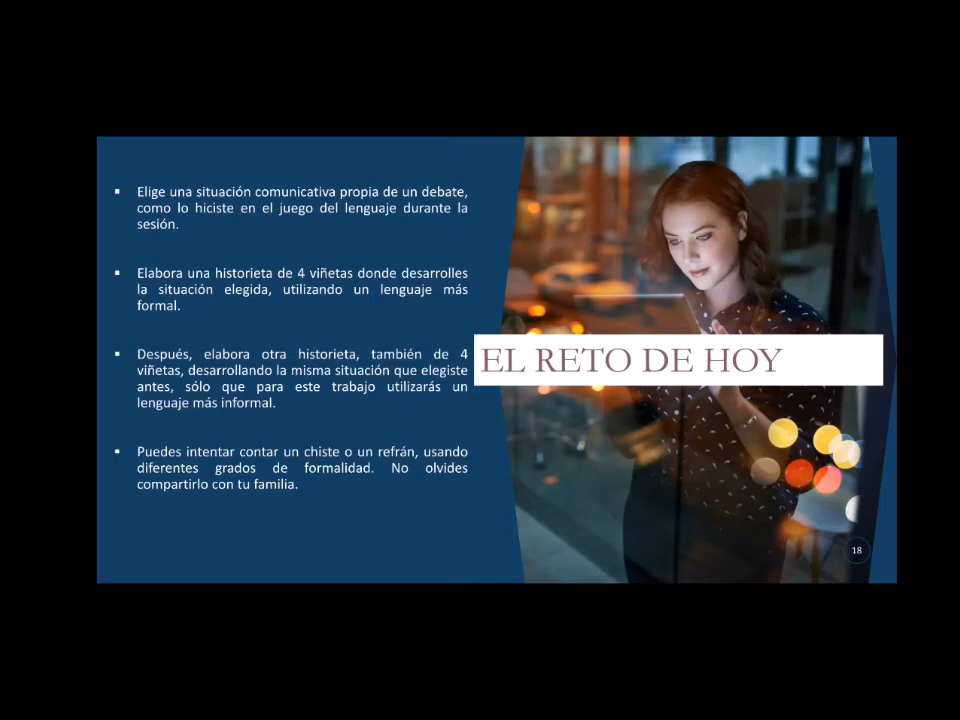 Elige una situación comunicativa propia de un debate,
como lo hiciste en el juego del lenguaje durante la
sesión.
Elabora una historieta de 4 viñetas donde desarrolles
la situación elegida, utilizando un lenguaje más
formal.
Después, elabora otra historieta, también de 4
viñetas, desarrollando la misma situación que elegiste
antes, sólo que para este trabajo utilizarás un
lenguaje más informal.
Puedes intentar contar un chiste o un refrán, usando
diferentes grados de formalidad. No olvides
compartirlo con tu familia.
EL RETO DE HOY
18